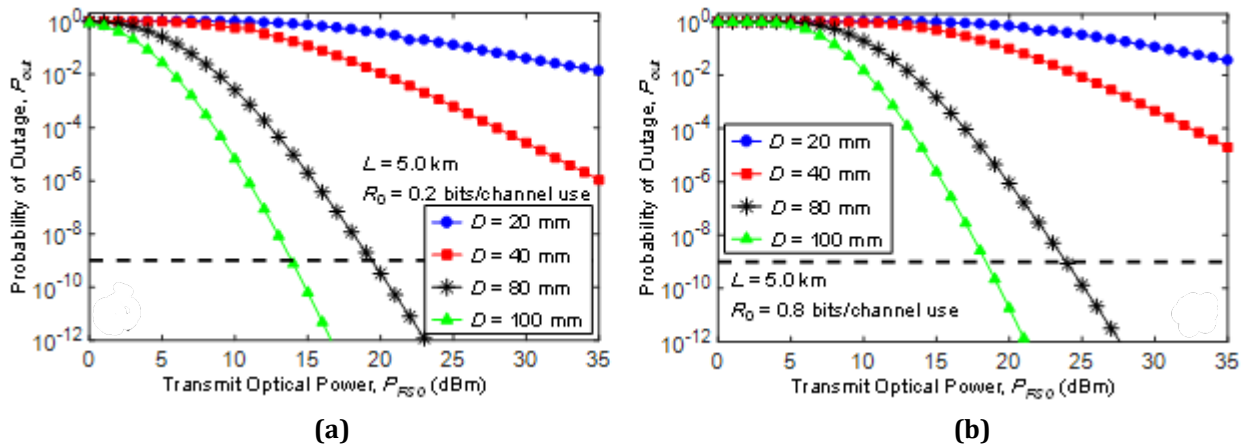 Probability of Outage, P_out
10^0
10^-2
10^-4
10^-6
10^-8
10^-10
10^-12
L = 5.0 km
R_0 = 0.2 bits/channel use
D = 20 mm
D = 40 mm
D = 80 mm
D = 100 mm
0 5 10 15 20 25 30 35
Transmit Optical Power, P_FSO (dBm)
(a)
Probability of Outage, P_out
10^0
10^-2
10^-4
10^-6
10^-8
10^-10
10^-12
D = 20 mm
D = 40 mm
D = 80 mm
D = 100 mm
L = 5.0 km
R_0 = 0.8 bits/channel use
0 5 10 15 20 25 30 35
Transmit Optical Power, P_FSO (dBm)
(b)